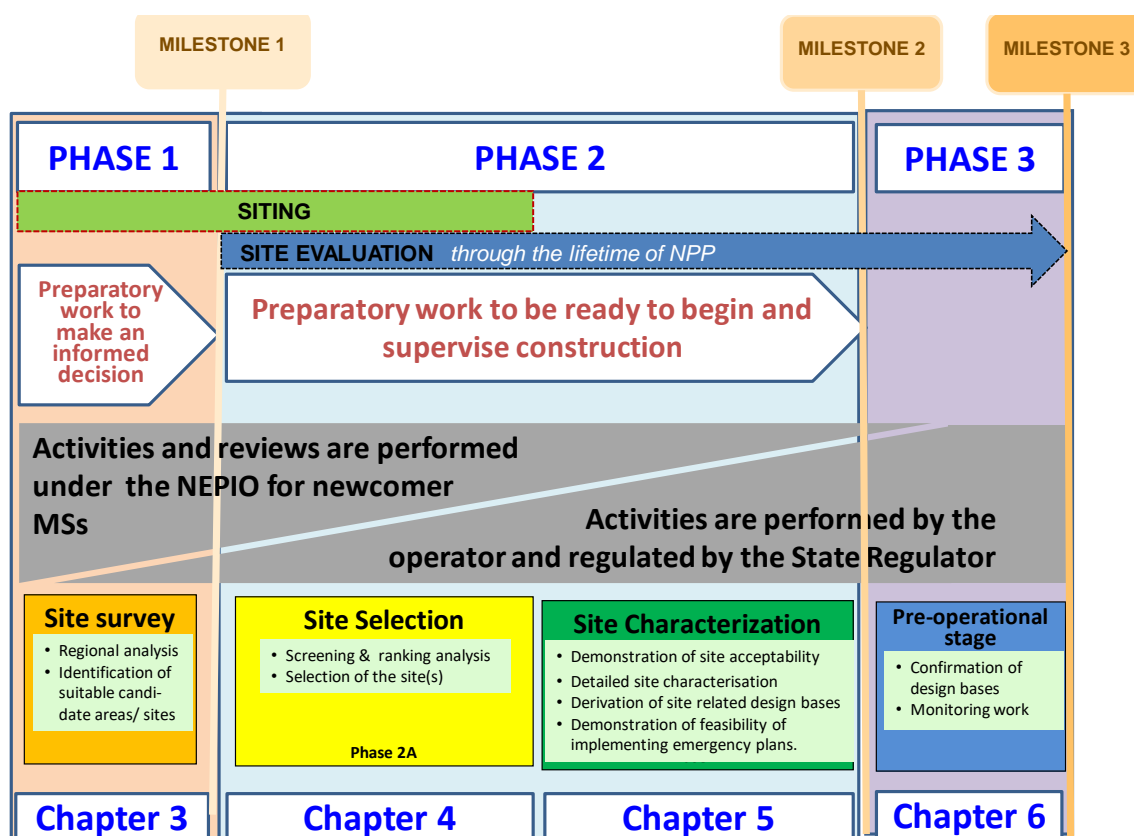 MILESTONE 1
MILESTONE 2
MILESTONE 3
PHASE 1
PHASE 2
PHASE 3
SITING
SITE EVALUATION through the lifetime of NPP
Preparatory
work to
make an
informed
decision
Preparatory work to be ready to begin and
supervise construction
Activities and reviews are performed
under the NEPIO for newcomer
MSs
Activities are performed by the
operator and regulated by the State Regulator
Site survey
• Regional analysis
• Identification of
suitable candi-
date areas/ sites
Site Selection
• Screening & ranking analysis
• Selection of the site(s)
Phase 2A
Site Characterization
• Demonstration of site acceptability
• Detailed site characterisation
• Derivation of site related design bases
• Demonstration of feasibility of
implementing emergency plans.
Pre-operational
stage
• Confirmation of
design bases
• Monitoring work
Chapter 3
Chapter 4
Chapter 5
Chapter 6